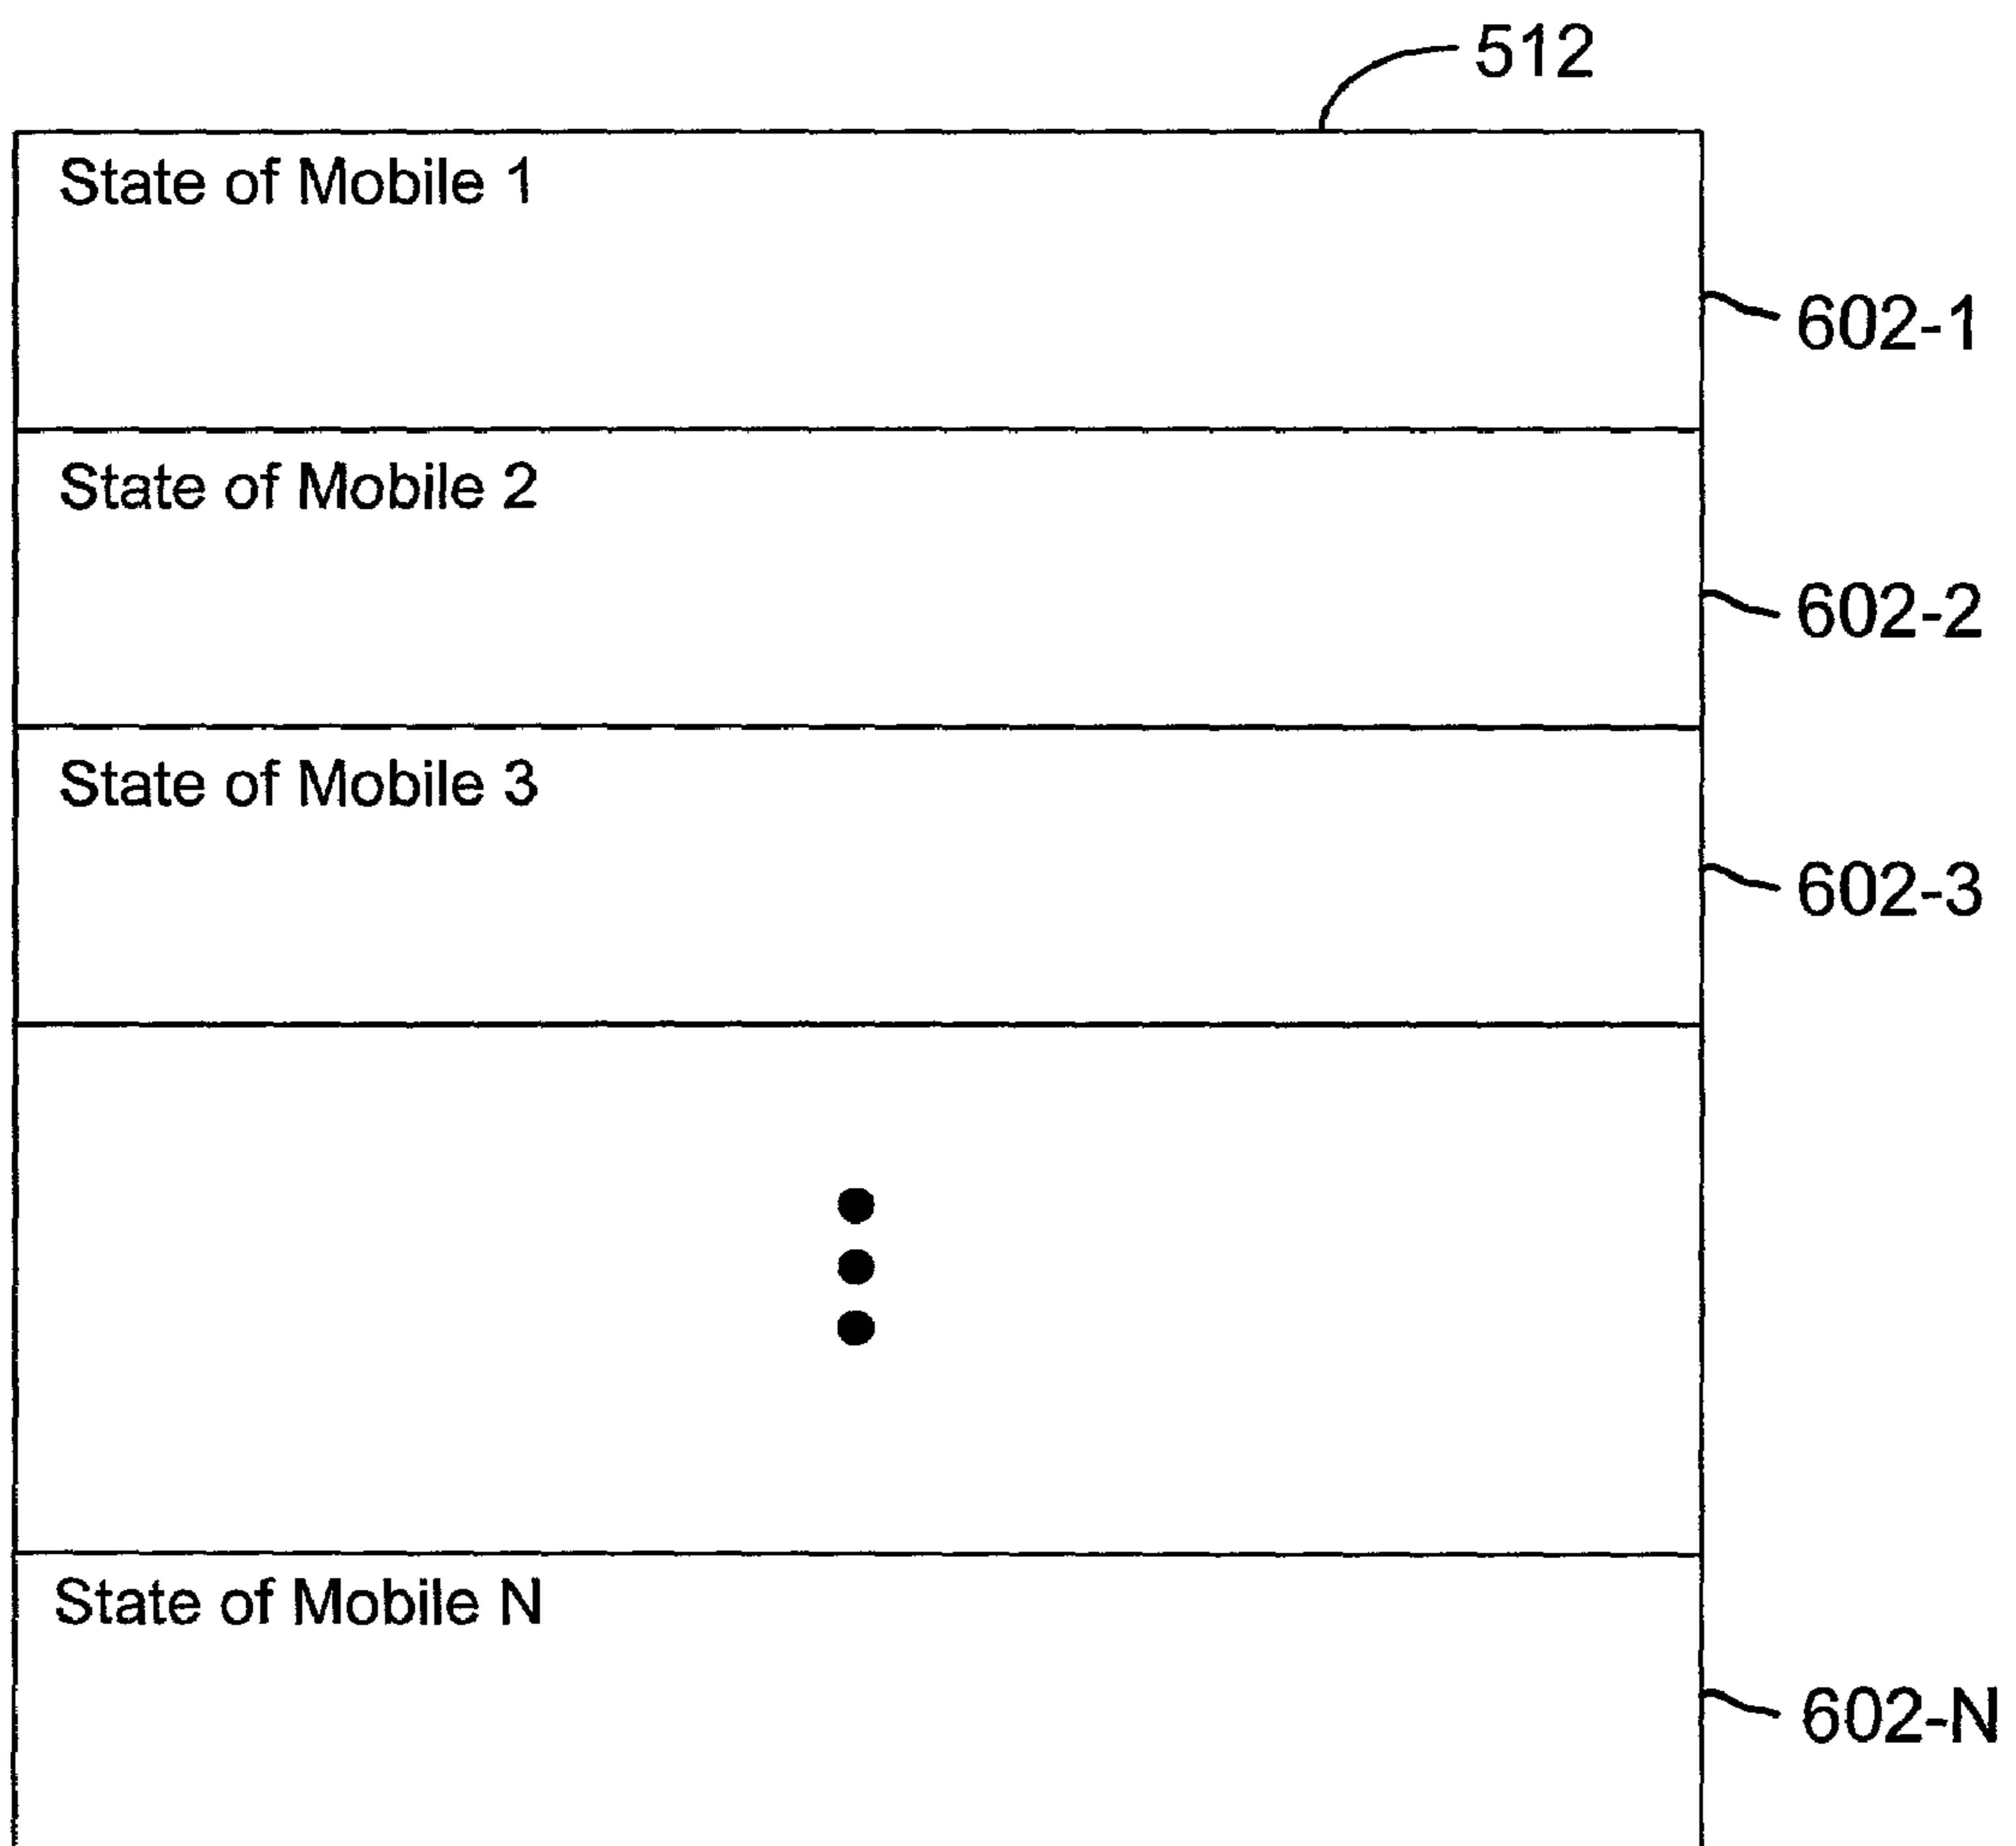 512
State of Mobile 1
602-1
State of Mobile 2
602-2
State of Mobile 3
602-3
State of Mobile N
602-N